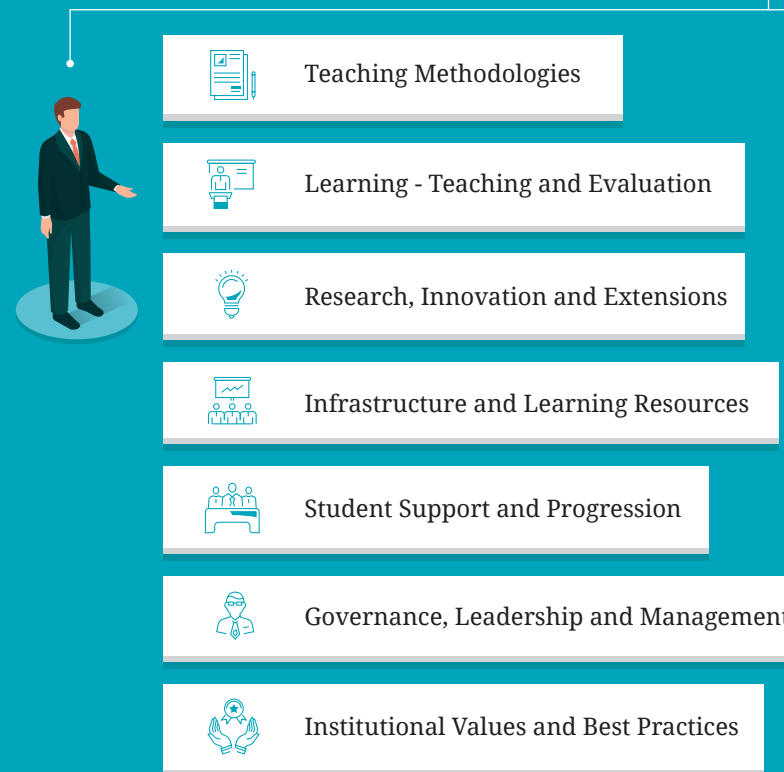 Teaching Methodologies
Learning - Teaching and Evaluation
Research, Innovation and Extensions
Infrastructure and Learning Resources
Student Support and Progression
Governance, Leadership and Management
Institutional Values and Best Practices